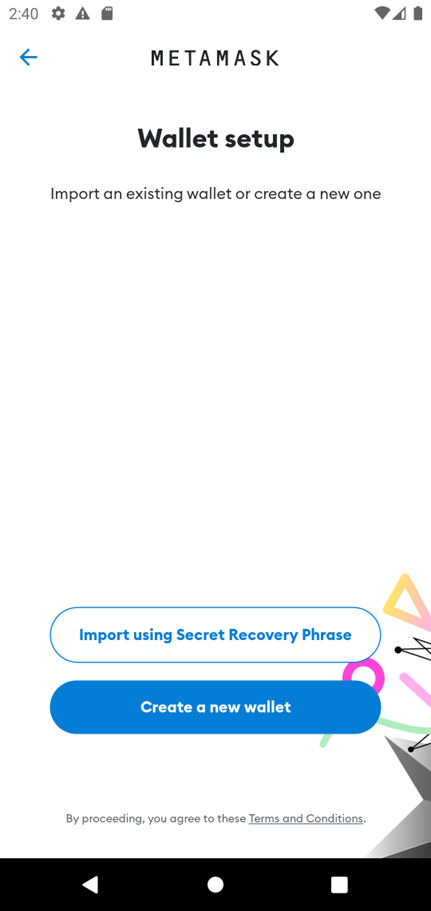 2:40
METAMASK
Wallet setup
Import an existing wallet or create a new one
Import using Secret Recovery Phrase
Create a new wallet
By proceeding, you agree to these Terms and Conditions.